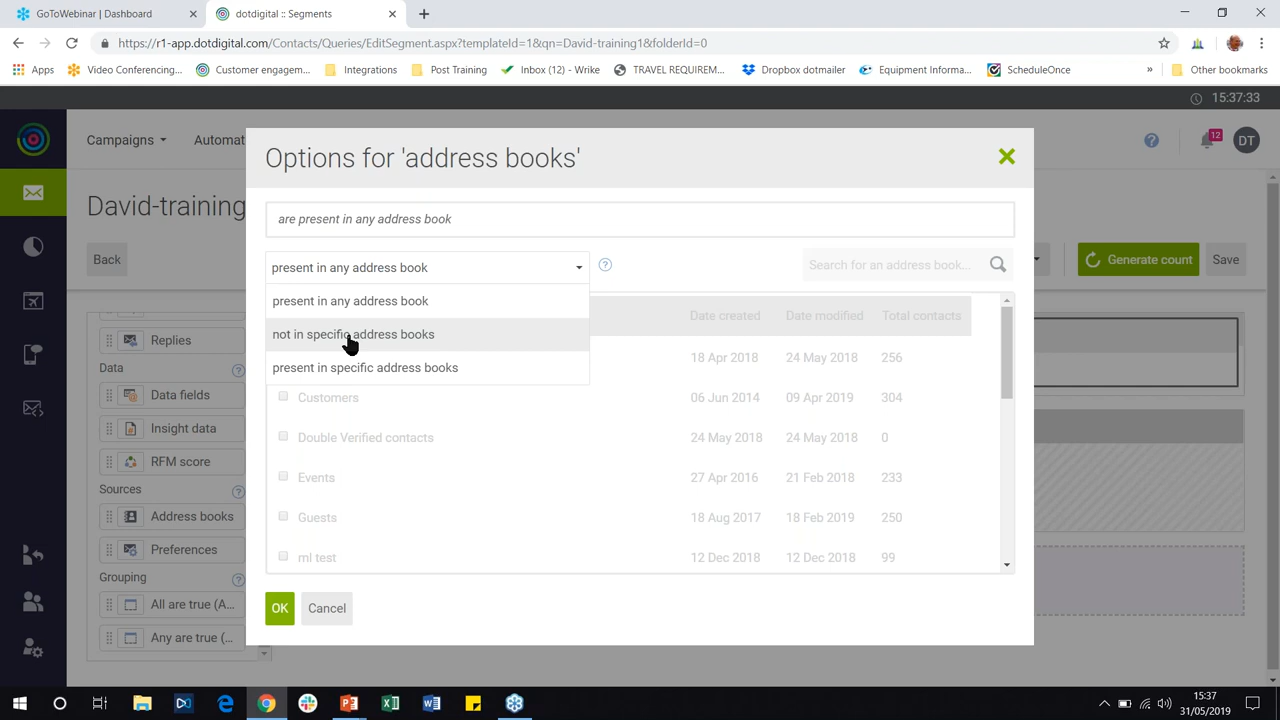 GoToWebinar | Dashboard
dotdigital :: Segments
https://r1-app.dotdigital.com/Contacts/Queries/EditSegment.aspx?templateId=1&qn=David-training1&folderId=0
Apps
Video Conferencing...
Customer engagem...
Integrations
Post Training
Inbox (12) - Wrike
TRAVEL REQUIREM...
Dropbox dotmailer
Equipment Informa...
ScheduleOnce
»
Other bookmarks
15:37:33
Campaigns
Automat
12
DT
David-training
Back
Generate count
Save
Options for 'address books'
are present in any address book
present in any address book
Search for an address book...
present in any address book
not in specific address books
present in specific address books
Date created Date modified Total contacts
18 Apr 2018 24 May 2018 256
Customers 06 Jun 2014 09 Apr 2019 304
Double Verified contacts 24 May 2018 24 May 2018 0
Events 27 Apr 2016 21 Feb 2018 233
Guests 18 Aug 2017 18 Feb 2019 250
ml test 12 Dec 2018 12 Dec 2018 99
OK
Cancel
Replies
Data
Data fields
Insight data
RFM score
Sources
Address books
Preferences
Grouping
All are true (A...
Any are true (...
15:37
31/05/2019